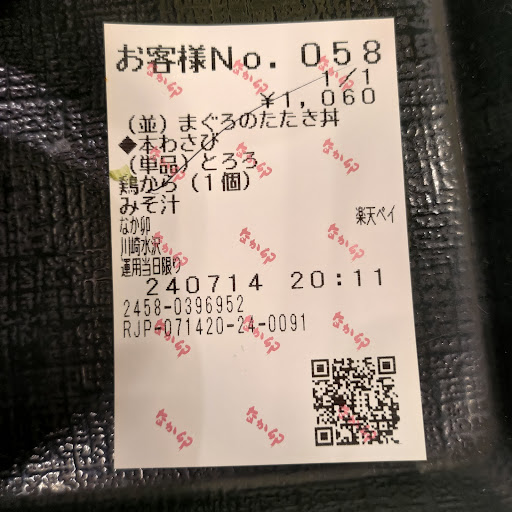 お客様No. 058
1/1
¥1,060
（並）まぐろのたたき丼
◆本わさび
（単品）とろろ
鶏から（1個）
みそ汁
なか卯
楽天ペイ
川崎水沢
運用当日限り
240714 20:11
2458-0396952
RJP-071420-24-0091